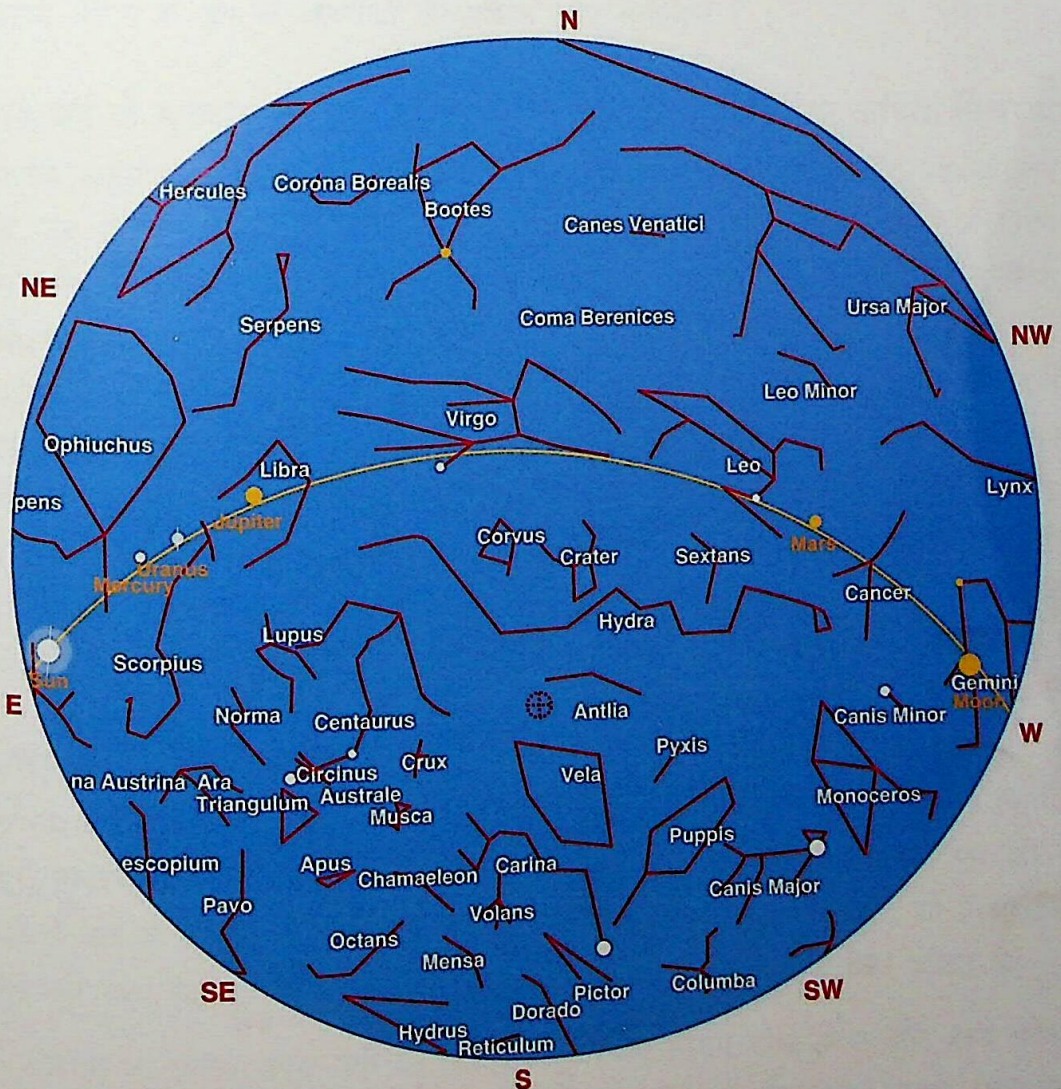 N
Hercules
Corona Borealis
Bootes
Canes Venatici
NE
Serpens
Coma Berenices
Ursa Major
NW
Leo Minor
Virgo
Ophiuchus
Libra
Leo
Lynx
pens
Jupiter
Corvus
Crater
Sextans
Mars
Uranus
Mercury
Cancer
Hydra
Lupus
Scorpius
Sun
Gemini
Moon
E
Norma
Centaurus
Antlia
Canis Minor
W
Pyxis
Crux
Circinus
Vela
na Austrina
Ara
Triangulum
Australe
Musca
Monoceros
Puppis
escopium
Apus
Chamaeleon
Carina
Canis Major
Pavo
Volans
Octans
Mensa
Columba
SE
Pictor
SW
Dorado
Hydrus
Reticulum
S